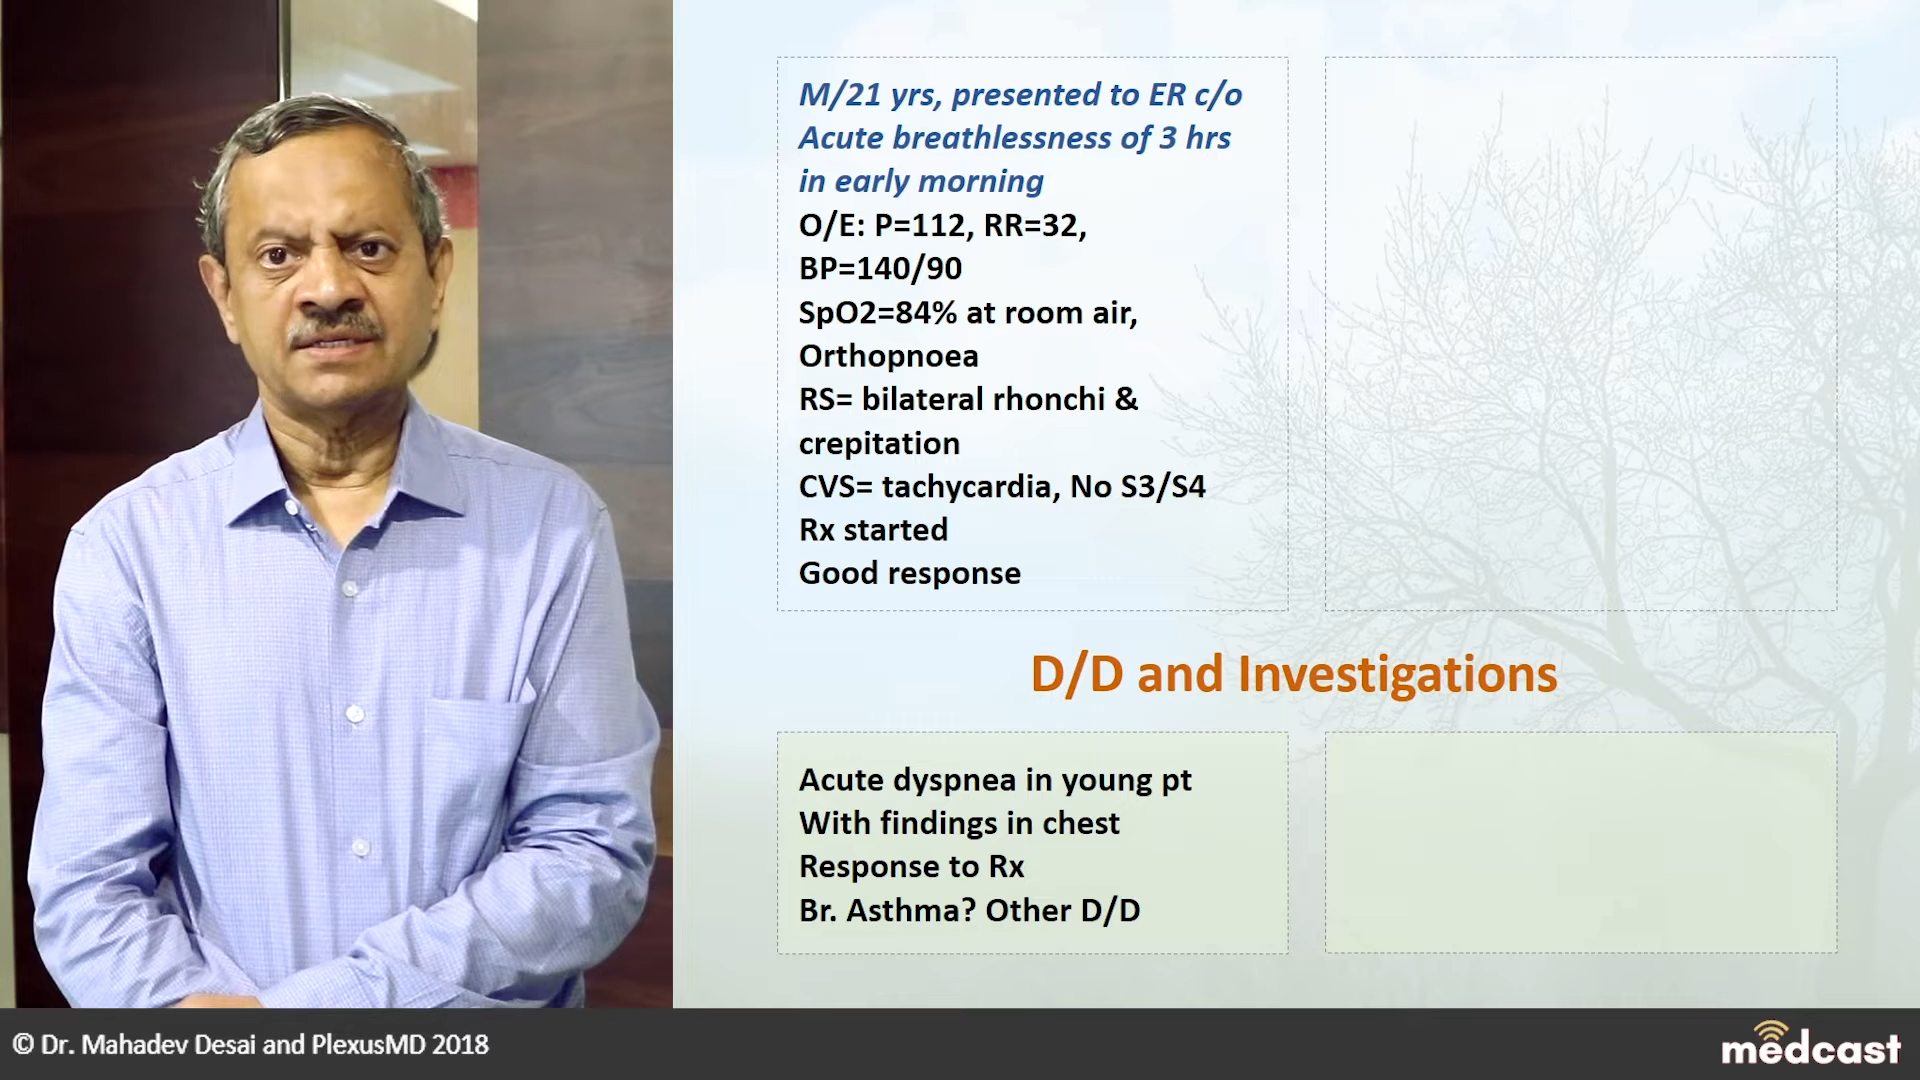 M/21 yrs, presented to ER c/o
Acute breathlessness of 3 hrs
in early morning
O/E: P=112, RR=32,
BP=140/90
SpO2=84% at room air,
Orthopnoea
RS= bilateral rhonchi &
crepitation
CVS= tachycardia, No S3/S4
Rx started
Good response
D/D and Investigations
Acute dyspnea in young pt
With findings in chest
Response to Rx
Br. Asthma? Other D/D
© Dr. Mahadev Desai and PlexusMD 2018
medcast